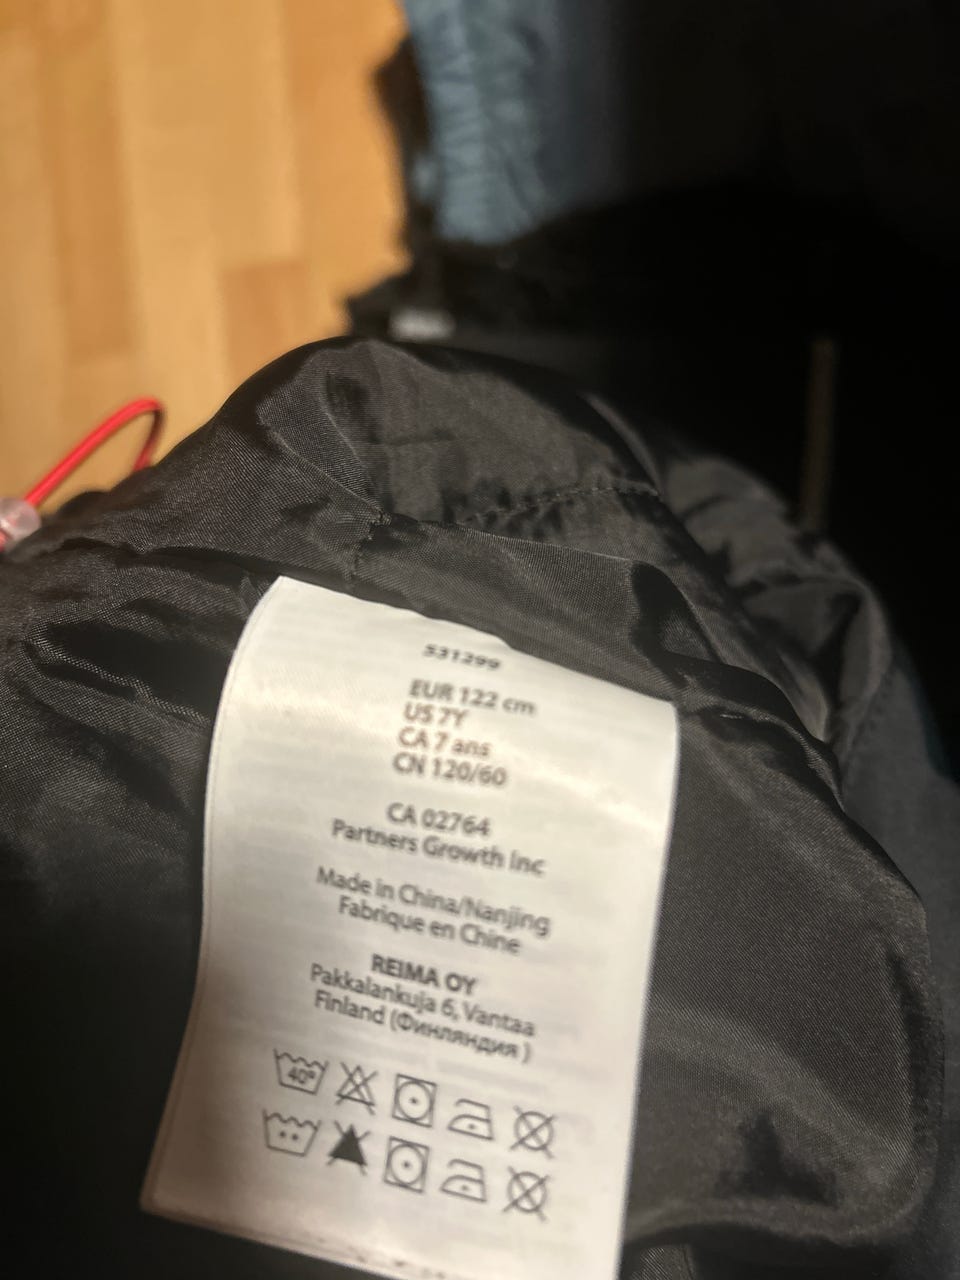 531299
EUR 122 cm
US 7Y
CA 7 ans
CN 120/60
CA 02764
Partners Growth Inc
Made in China/Nanjing
Fabrique en Chine
REIMA OY
Pakkalankuja 6, Vantaa
Finland (Финляндия )
40°